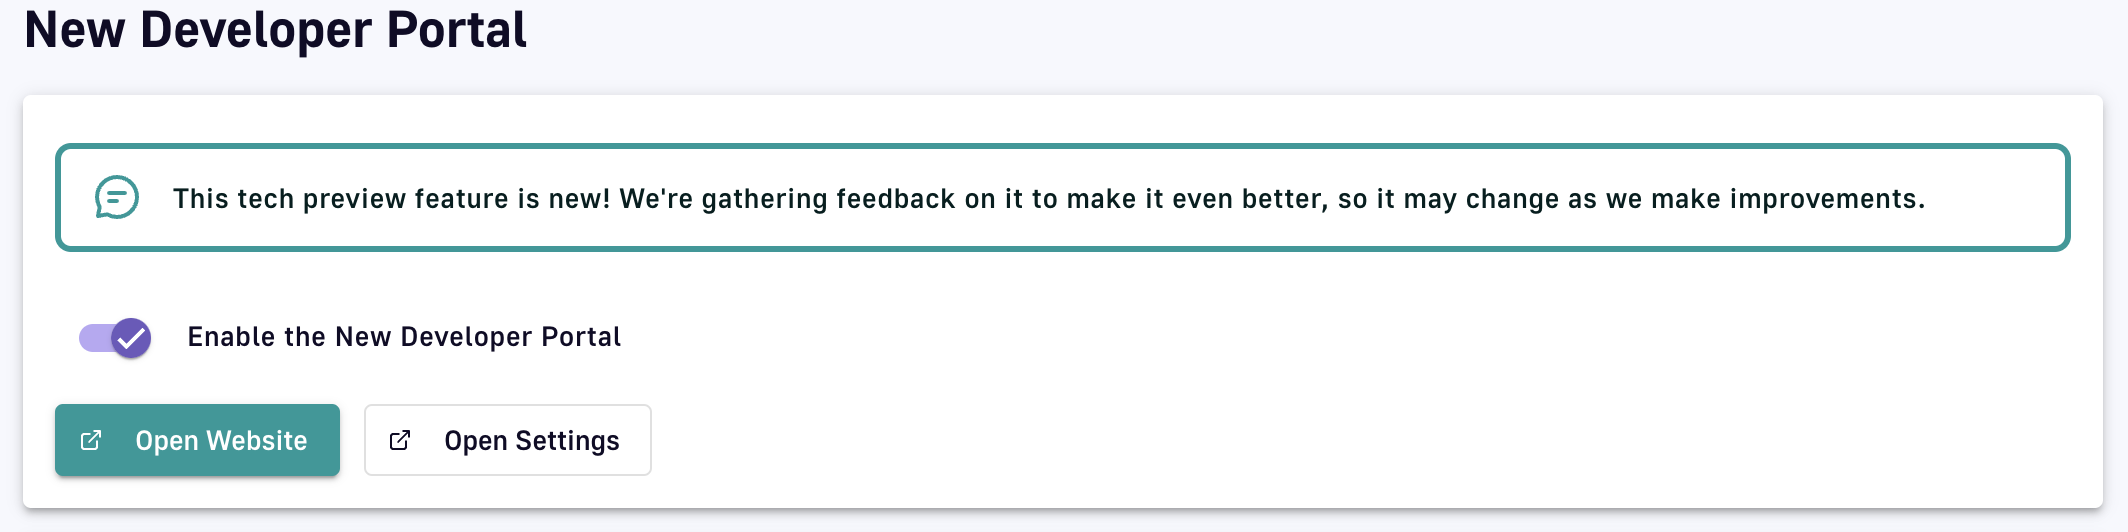 New Developer Portal
This tech preview feature is new! We're gathering feedback on it to make it even better, so it may change as we make improvements.
Enable the New Developer Portal
Open Website
Open Settings